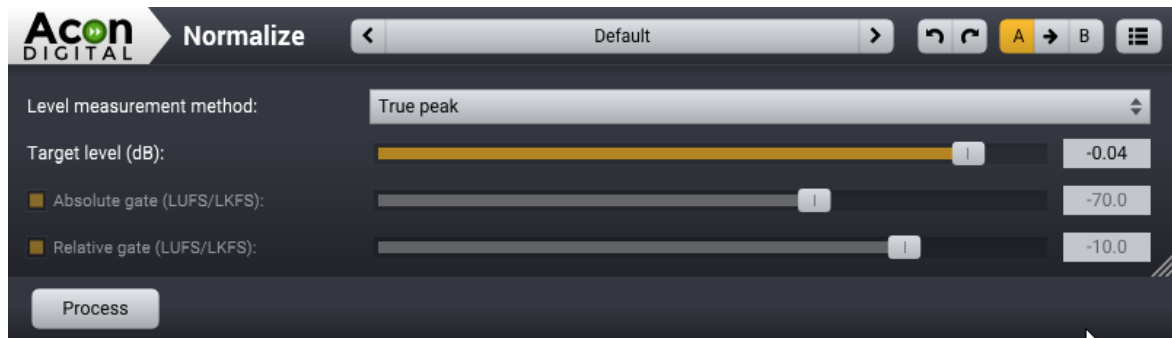 Acon
DIGITAL
Normalize
Default
A
B
Level measurement method:
True peak
Target level (dB):
-0.04
Absolute gate (LUFS/LKFS):
-70.0
Relative gate (LUFS/LKFS):
-10.0
Process